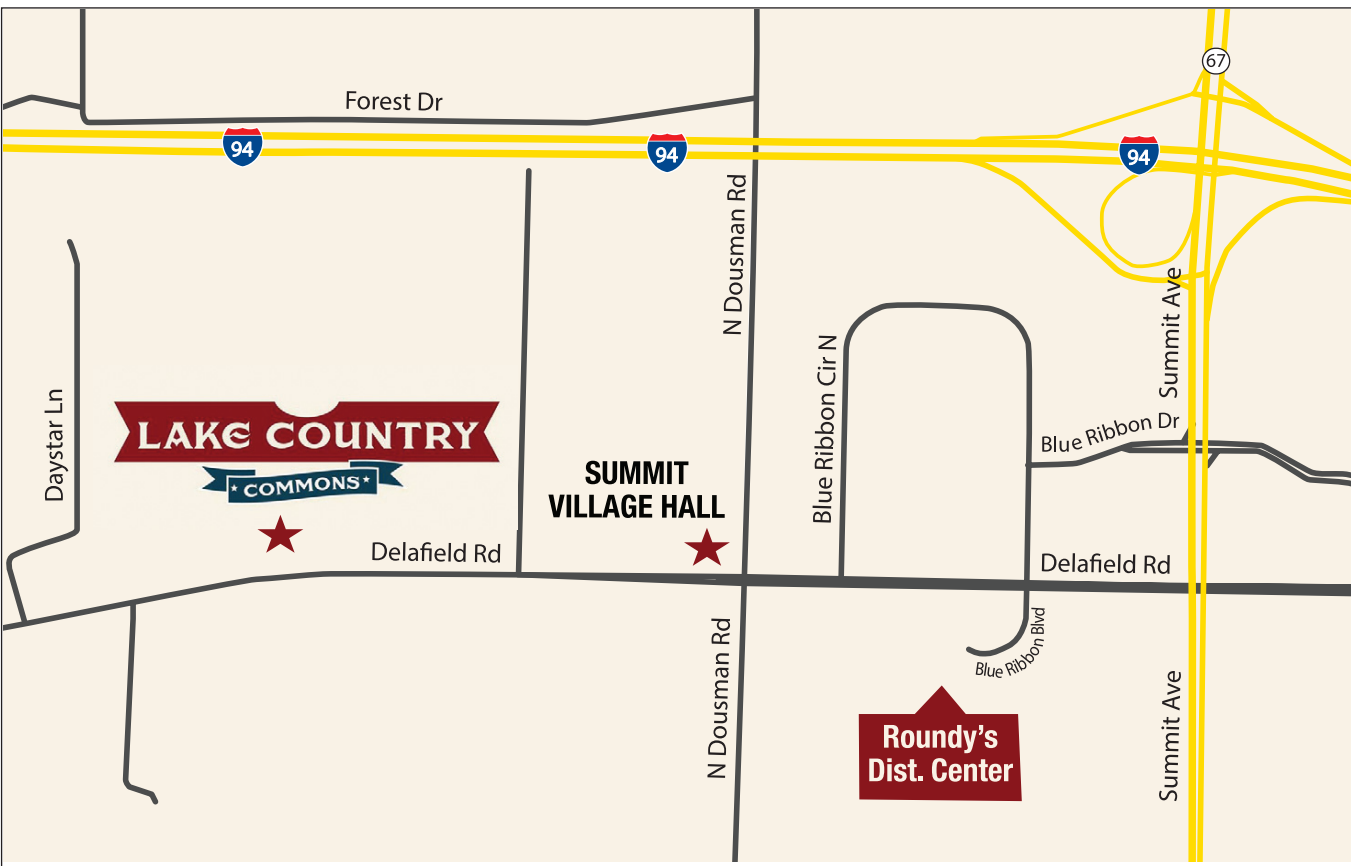 67
Forest Dr
94
94
94
N Dousman Rd
Summit Ave
Blue Ribbon Cir N
Daystar Ln
LAKE COUNTRY
COMMONS
Blue Ribbon Dr
SUMMIT
VILLAGE HALL
Delafield Rd
Delafield Rd
Blue Ribbon Blvd
N Dousman Rd
Summit Ave
Roundy's
Dist. Center